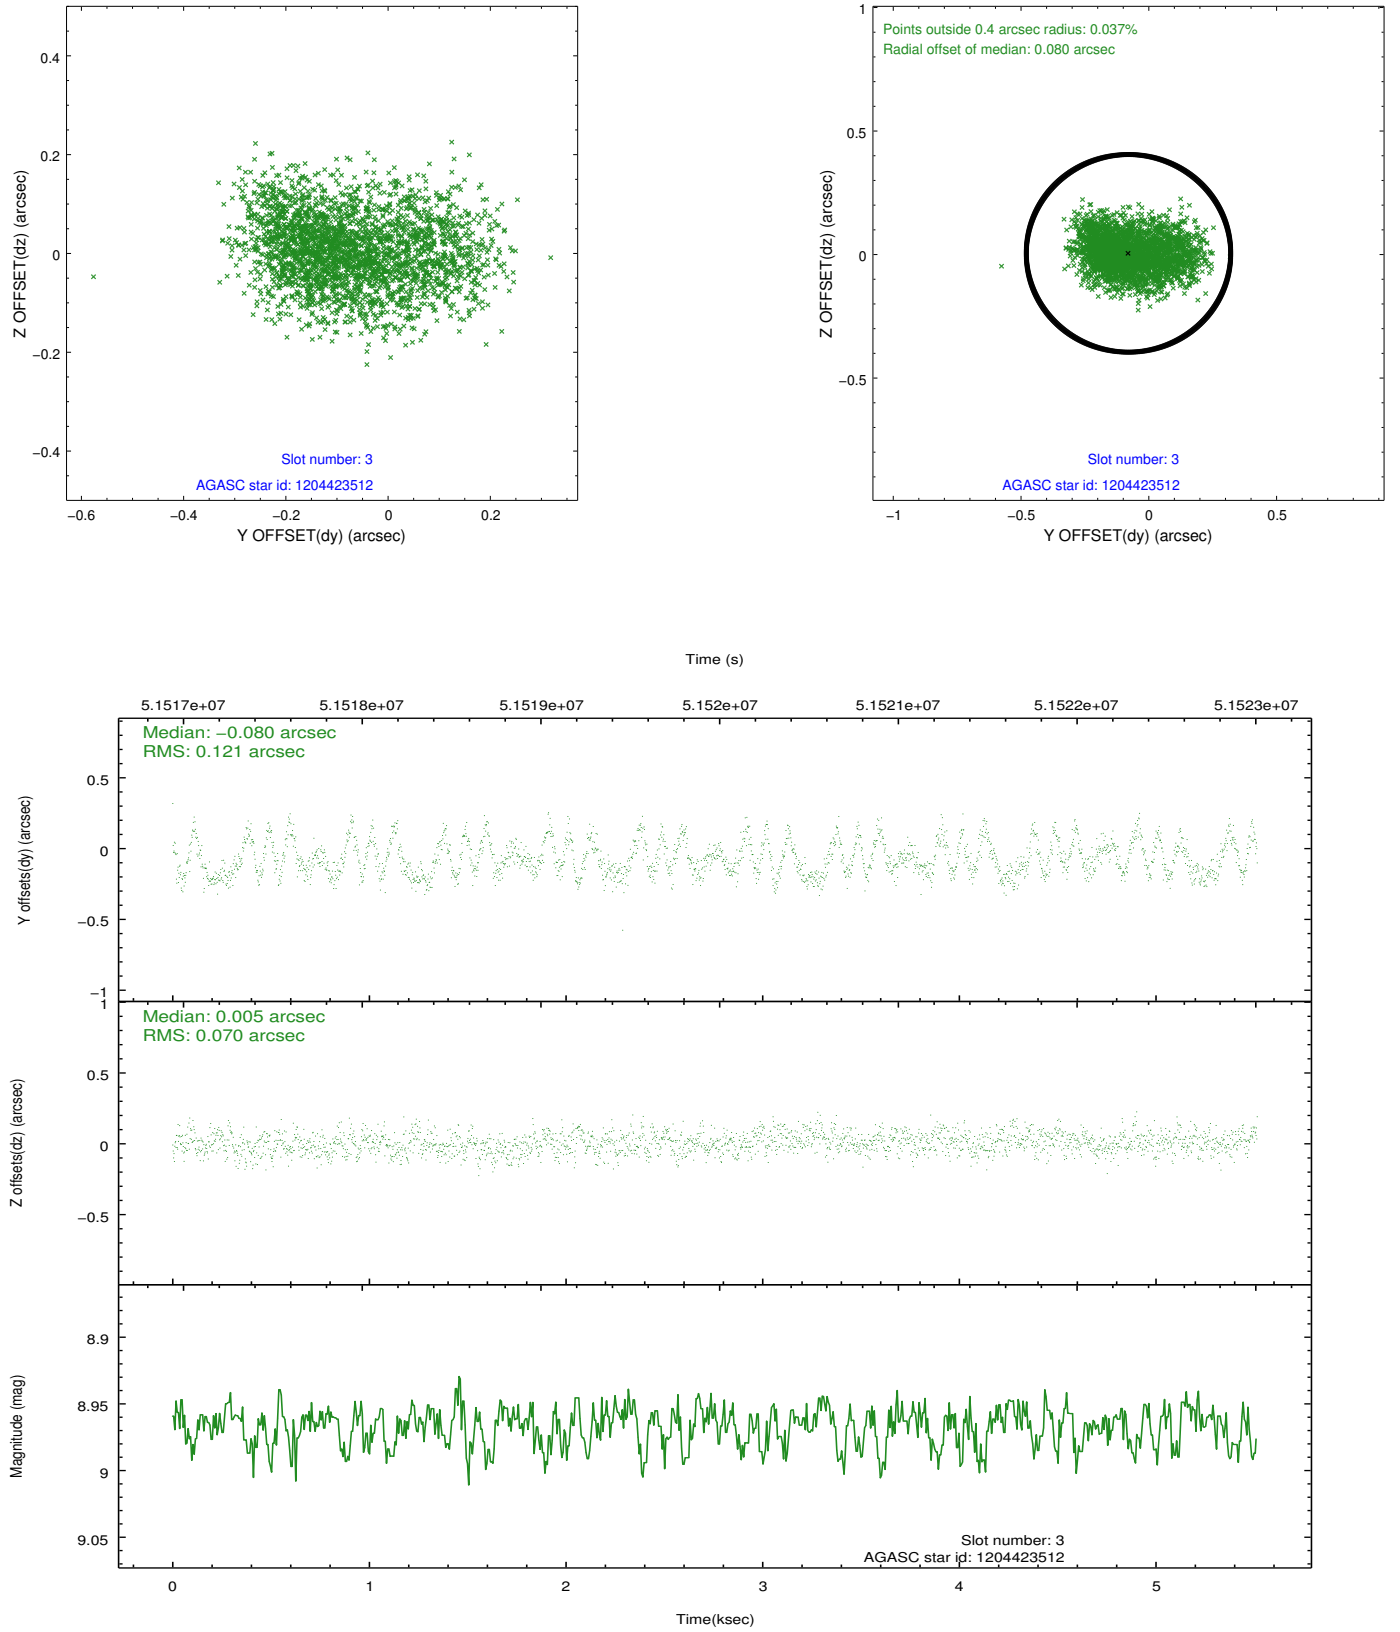 0.4
0.2
0
−0.2
−0.4
Z OFFSET(dz) (arcsec)
Slot number: 3
AGASC star id: 1204423512
−0.6 −0.4 −0.2 0 0.2
Y OFFSET(dy) (arcsec)
Points outside 0.4 arcsec radius: 0.037%
Radial offset of median: 0.080 arcsec
1
0.5
0
−0.5
Z OFFSET(dz) (arcsec)
Slot number: 3
AGASC star id: 1204423512
−1 −0.5 0 0.5
Y OFFSET(dy) (arcsec)
Time (s)
5.1517e+07 5.1518e+07 5.1519e+07 5.152e+07 5.1521e+07 5.1522e+07 5.1523e+07
Median: −0.080 arcsec
RMS: 0.121 arcsec
0.5
0
−0.5
−1
Y offsets(dy) (arcsec)
1
Median: 0.005 arcsec
RMS: 0.070 arcsec
0.5
0
−0.5
Z offsets(dz) (arcsec)
8.9
8.95
9
9.05
Magnitude (mag)
Slot number: 3
AGASC star id: 1204423512
0 1 2 3 4 5
Time(ksec)